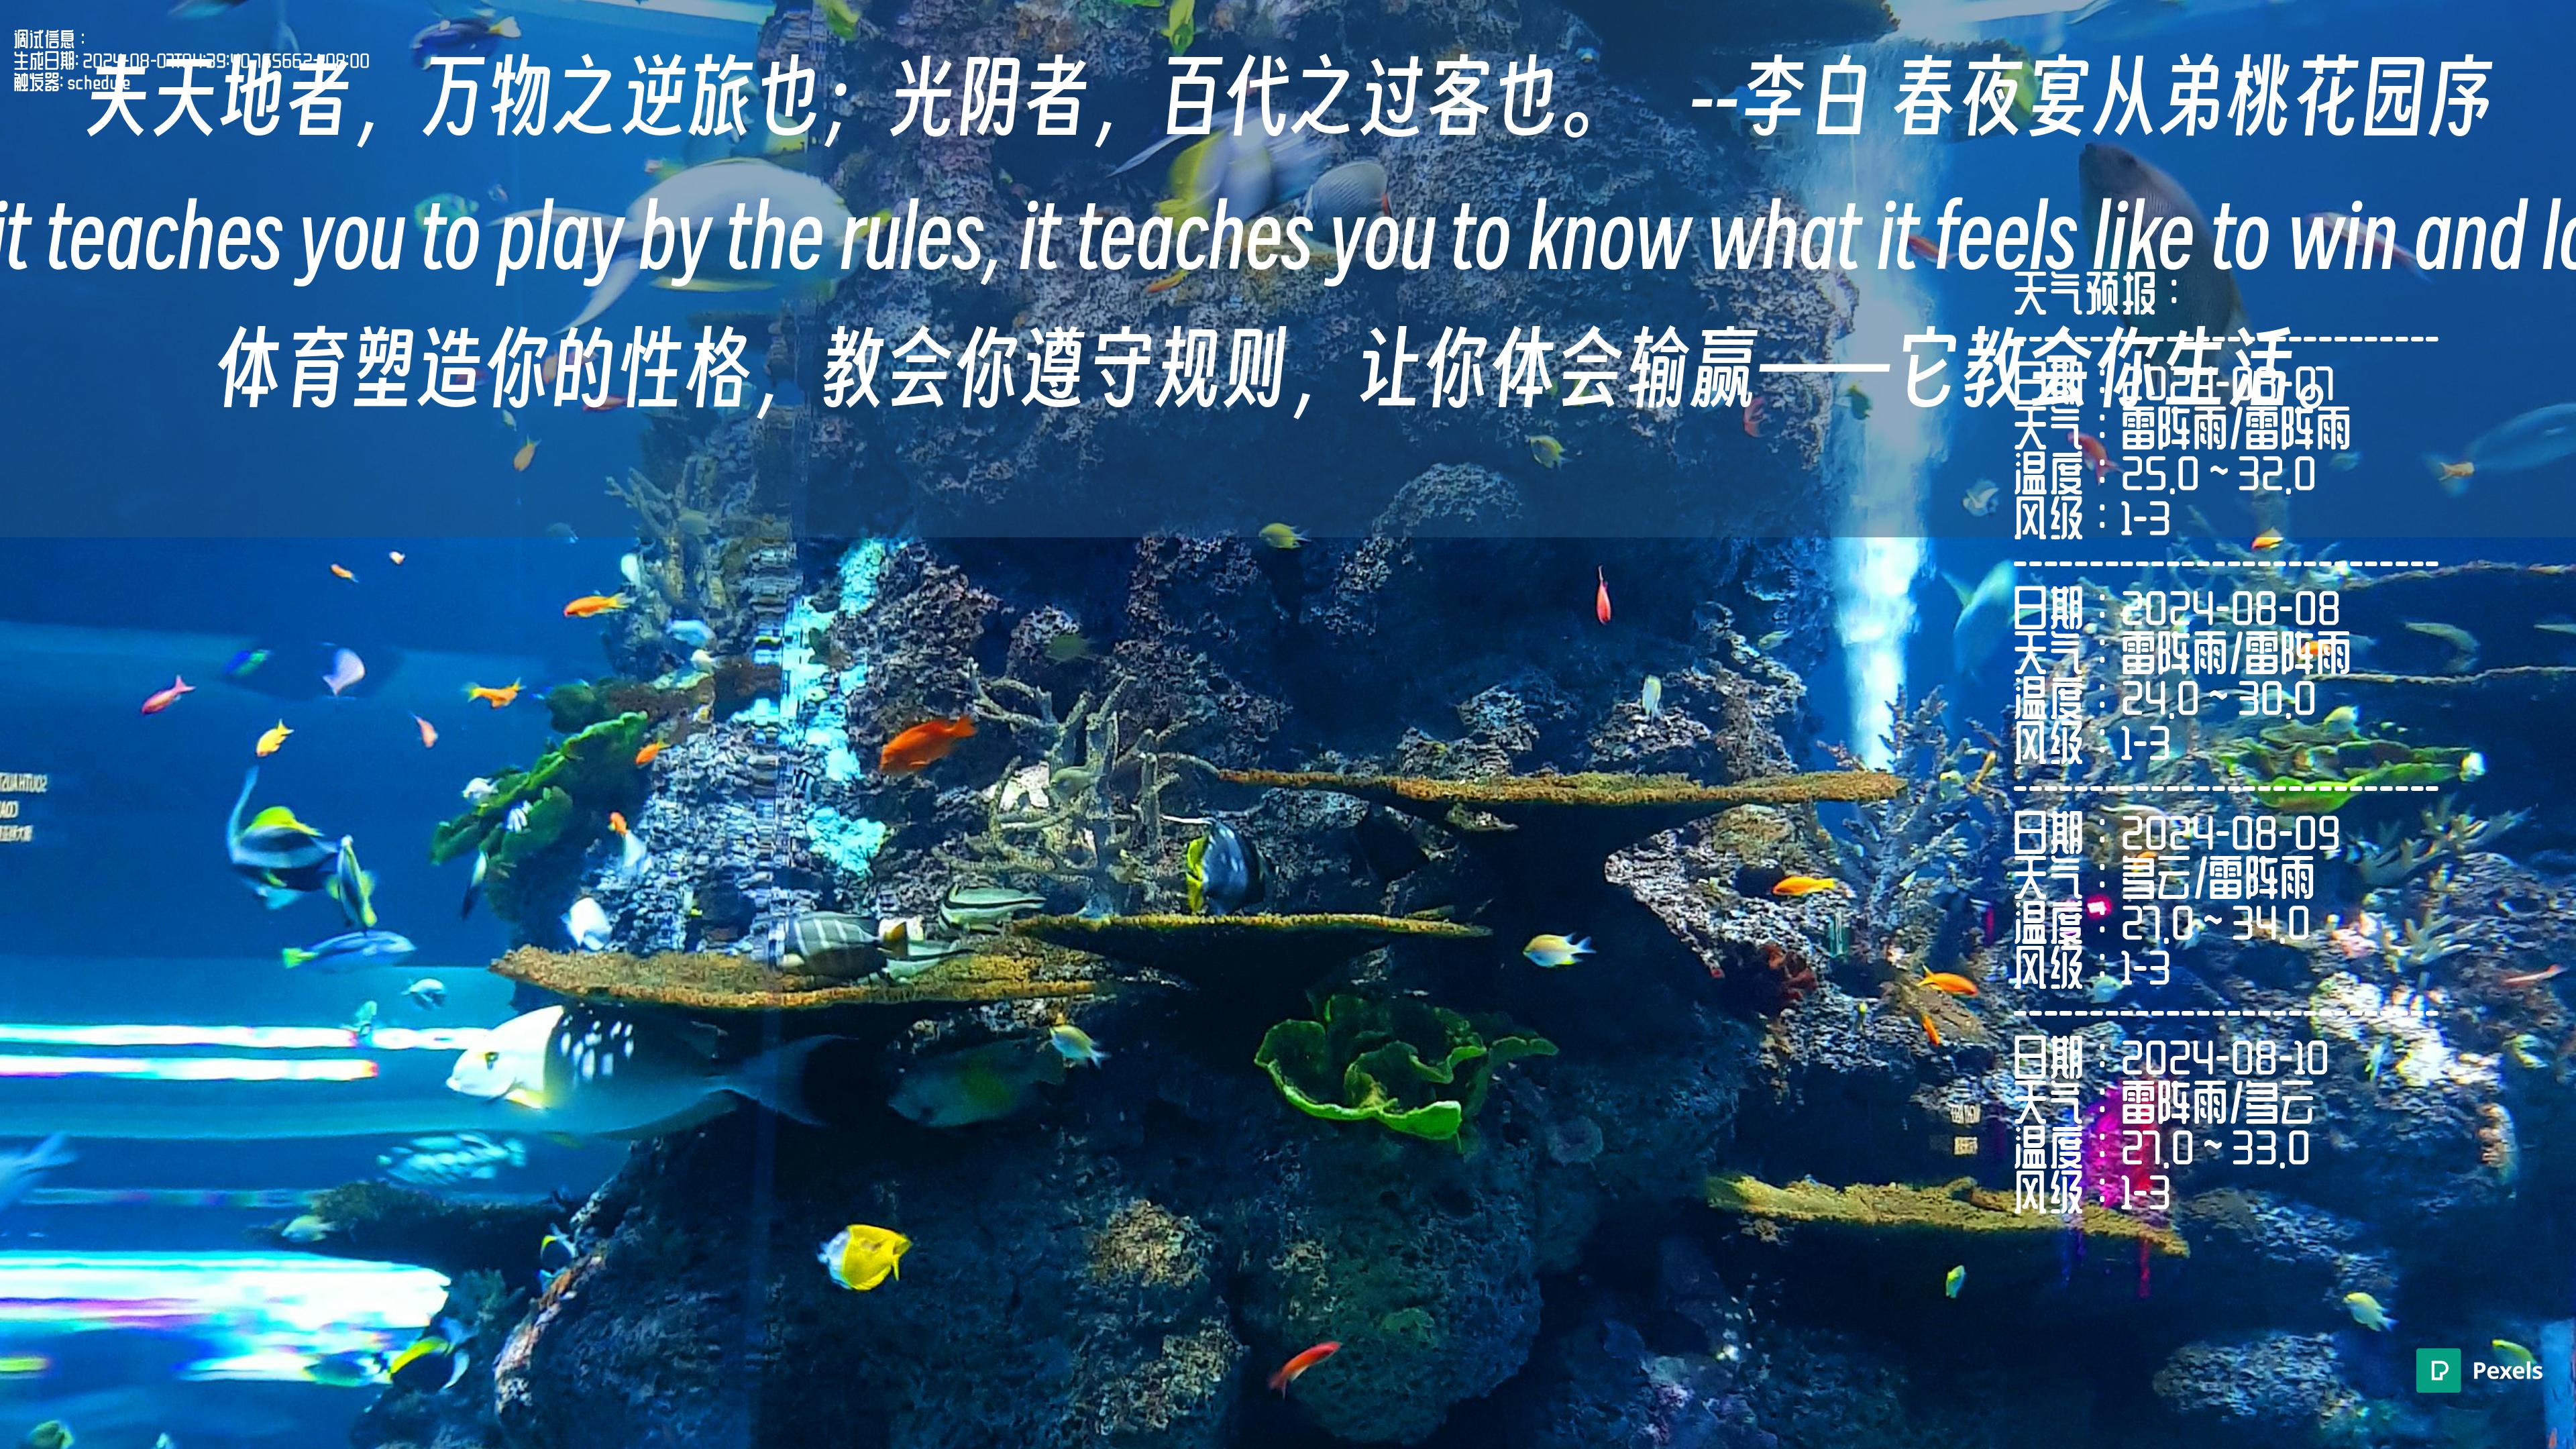 调试信息：
生成日期: 2024-08-07T04:39:40.765662+08:00
触发器: schedule
夫天地者，万物之逆旅也；光阴者，百代之过客也。 --李白 春夜宴从弟桃花园序
it teaches you to play by the rules, it teaches you to know what it feels like to win and lo
体育塑造你的性格，教会你遵守规则，让你体会输赢——它教会你生活。
天气预报：
------------------------------
日期：2024-08-07
天气：雷阵雨/雷阵雨
温度：25.0 ~ 32.0
风级：1-3
------------------------------
日期：2024-08-08
天气：雷阵雨/雷阵雨
温度：24.0 ~ 30.0
风级：1-3
------------------------------
日期：2024-08-09
天气：多云/雷阵雨
温度：27.0 ~ 34.0
风级：1-3
------------------------------
日期：2024-08-10
天气：雷阵雨/多云
温度：27.0 ~ 33.0
风级：1-3
Pexels